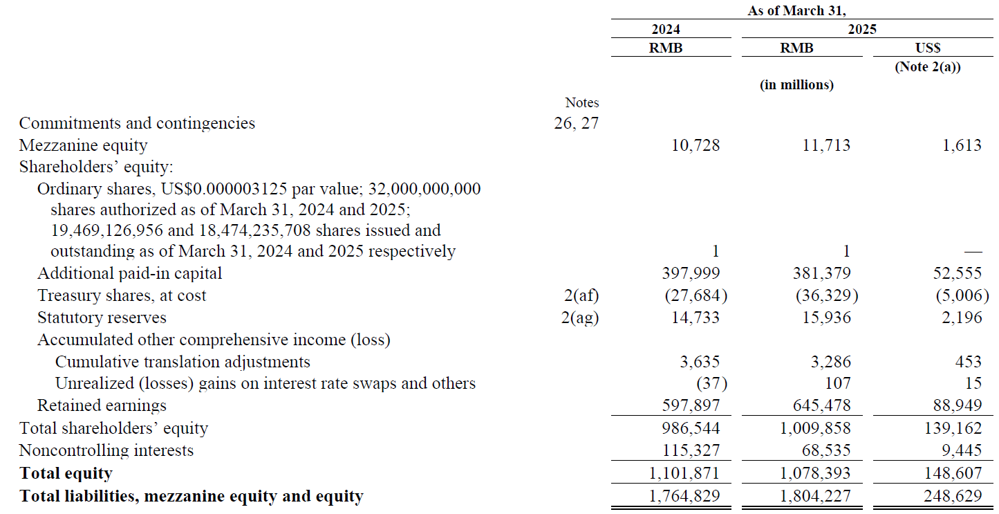 As of March 31,
2024 2025
RMB RMB US$
(Note 2(a))
(in millions)
Notes
Commitments and contingencies 26, 27
Mezzanine equity 10,728 11,713 1,613
Shareholders’ equity:
Ordinary shares, US$0.000003125 par value; 32,000,000,000
shares authorized as of March 31, 2024 and 2025;
19,469,126,956 and 18,474,235,708 shares issued and
outstanding as of March 31, 2024 and 2025 respectively 1 1 —
Additional paid-in capital 397,999 381,379 52,555
Treasury shares, at cost 2(af) (27,684) (36,329) (5,006)
Statutory reserves 2(ag) 14,733 15,936 2,196
Accumulated other comprehensive income (loss)
Cumulative translation adjustments 3,635 3,286 453
Unrealized (losses) gains on interest rate swaps and others (37) 107 15
Retained earnings 597,897 645,478 88,949
Total shareholders’ equity 986,544 1,009,858 139,162
Noncontrolling interests 115,327 68,535 9,445
Total equity 1,101,871 1,078,393 148,607
Total liabilities, mezzanine equity and equity 1,764,829 1,804,227 248,629